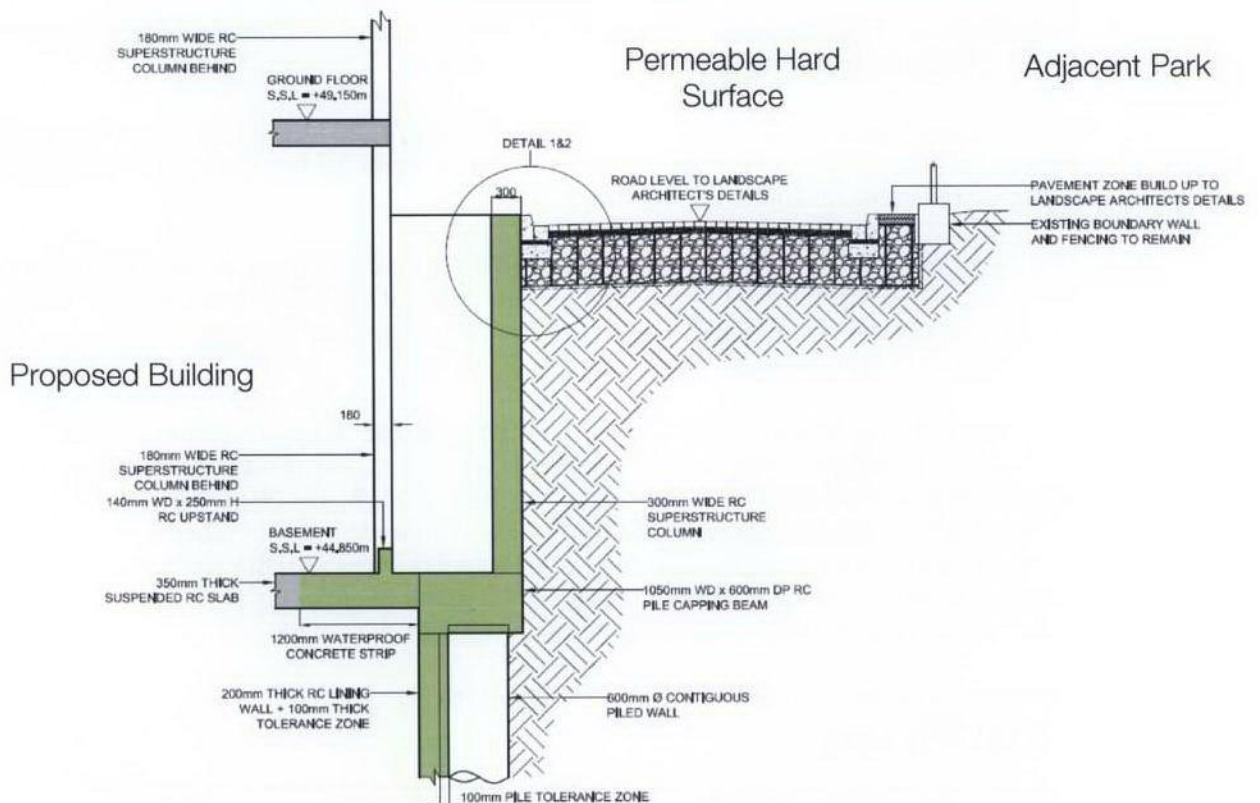 180mm WIDE RC
SUPERSTRUCTURE
COLUMN BEHIND
GROUND FLOOR
S.S.L = +49.150m
Permeable Hard
Surface
Adjacent Park
DETAIL 1&2
300
ROAD LEVEL TO LANDSCAPE
ARCHITECT'S DETAILS
PAVEMENT ZONE BUILD UP TO
LANDSCAPE ARCHITECTS DETAILS
EXISTING BOUNDARY WALL
AND FENCING TO REMAIN
Proposed Building
180
180mm WIDE RC
SUPERSTRUCTURE
COLUMN BEHIND
140mm WD x 250mm H
RC UPSTAND
BASEMENT
S.S.L = +44.850m
350mm THICK
SUSPENDED RC SLAB
1200mm WATERPROOF
CONCRETE STRIP
200mm THICK RC LINING
WALL + 100mm THICK
TOLERANCE ZONE
300mm WIDE RC
SUPERSTRUCTURE
COLUMN
1050mm WD x 600mm DP RC
PILE CAPPING BEAM
600mm Ø CONTIGUOUS
PILED WALL
100mm PILE TOLERANCE ZONE